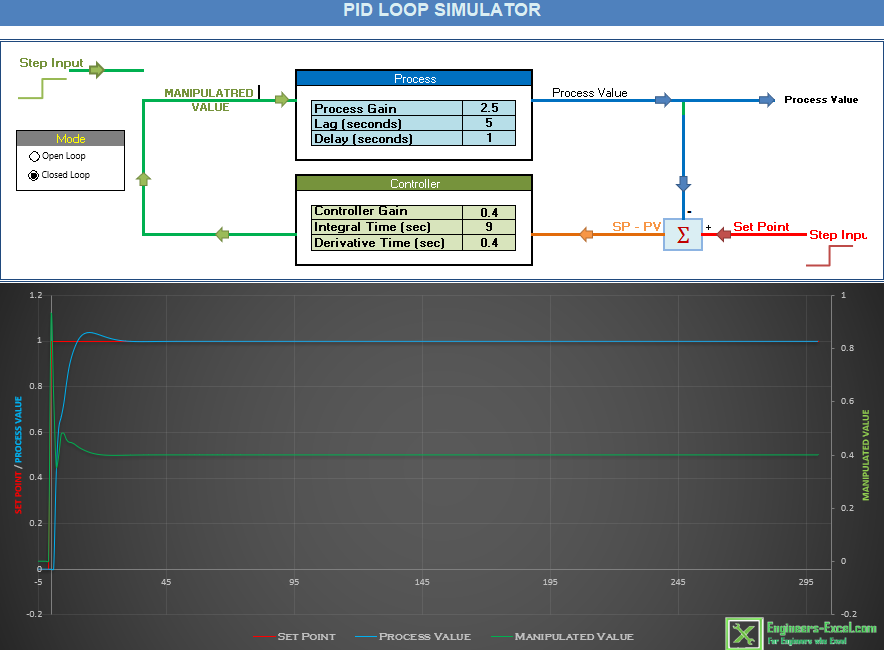 PID LOOP SIMULATOR
Step Input
MANIPULATRED
VALUE
Process
Process Gain 2.5
Lag (seconds) 5
Delay (seconds) 1
Process Value
Process Value
Mode
Open Loop
Closed Loop
Controller
Controller Gain 0.4
Integral Time (sec) 9
Derivative Time (sec) 0.4
SP - PV
-
Σ
+
Set Point
Step Inpu
1.2
1
0.8
0.6
0.4
0.2
0
-0.2
SET POINT / PROCESS VALUE
-5 45 95 145 195 245 295
1
0.8
0.6
0.4
0.2
0
-0.2
MANIPULATED VALUE
SET POINT PROCESS VALUE MANIPULATED VALUE
Engineers-Excel.com
For Engineers who Excel